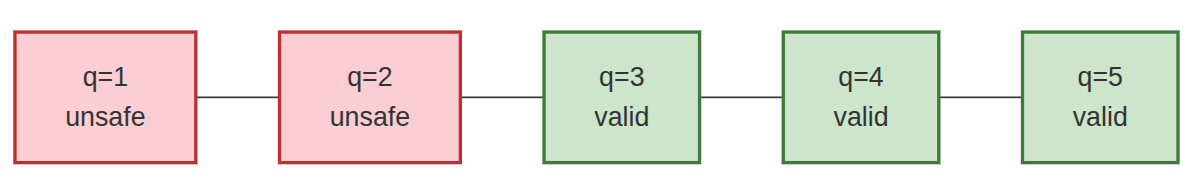 q=1
unsafe
q=2
unsafe
q=3
valid
q=4
valid
q=5
valid